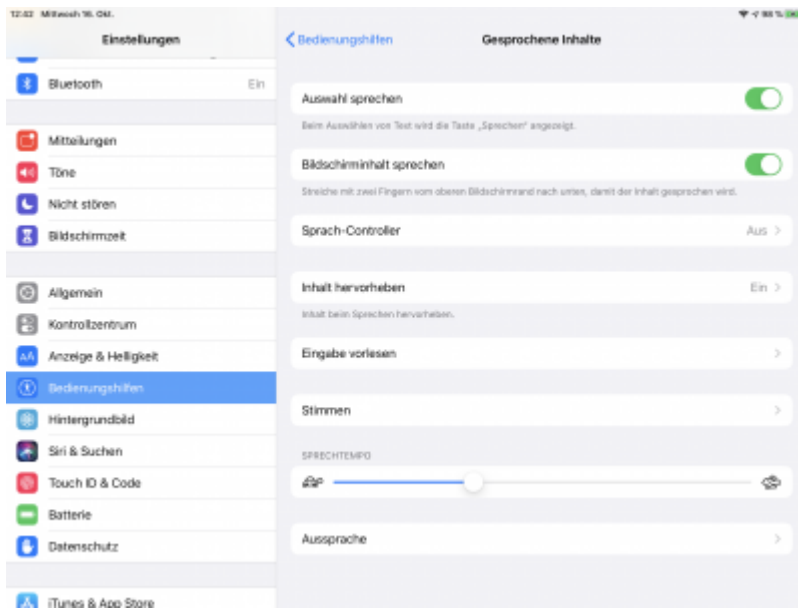 12:42 Mittwoch 16. Okt.
98 %
Einstellungen
Bluetooth
Ein
Mitteilungen
Töne
Nicht stören
Bildschirmzeit
Allgemein
Kontrollzentrum
Anzeige & Helligkeit
Bedienungshilfen
Hintergrundbild
Siri & Suchen
Touch ID & Code
Batterie
Datenschutz
iTunes & App Store
Bedienungshilfen
Gesprochene Inhalte
Auswahl sprechen
Beim Auswählen von Text wird die Taste „Sprechen" angezeigt.
Bildschirminhalt sprechen
Streiche mit zwei Fingern vom oberen Bildschirmrand nach unten, damit der Inhalt gesprochen wird.
Sprach-Controller
Aus
Inhalt hervorheben
Ein
Inhalt beim Sprechen hervorheben.
Eingabe vorlesen
Stimmen
SPRECHTEMPO
Aussprache